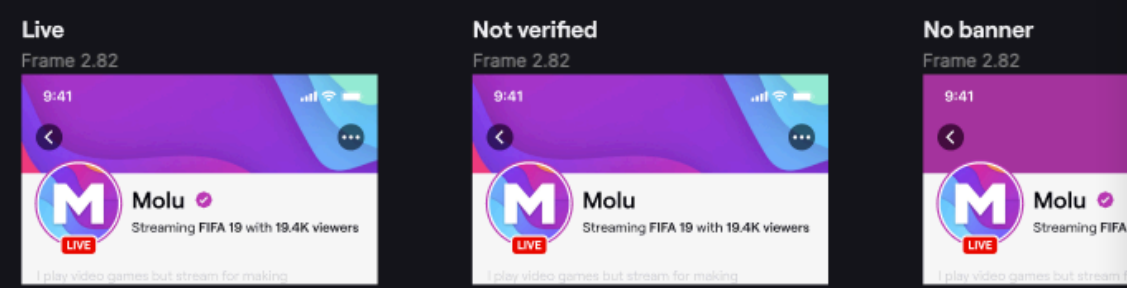 Live
Frame 2.82
9:41
M
Molu
Streaming FIFA 19 with 19.4K viewers
LIVE
I play video games but stream for making
Not verified
Frame 2.82
9:41
M
Molu
Streaming FIFA 19 with 19.4K viewers
LIVE
I play video games but stream for making
No banner
Frame 2.82
9:41
M
Molu
Streaming FIFA
LIVE
I play video games but stream f